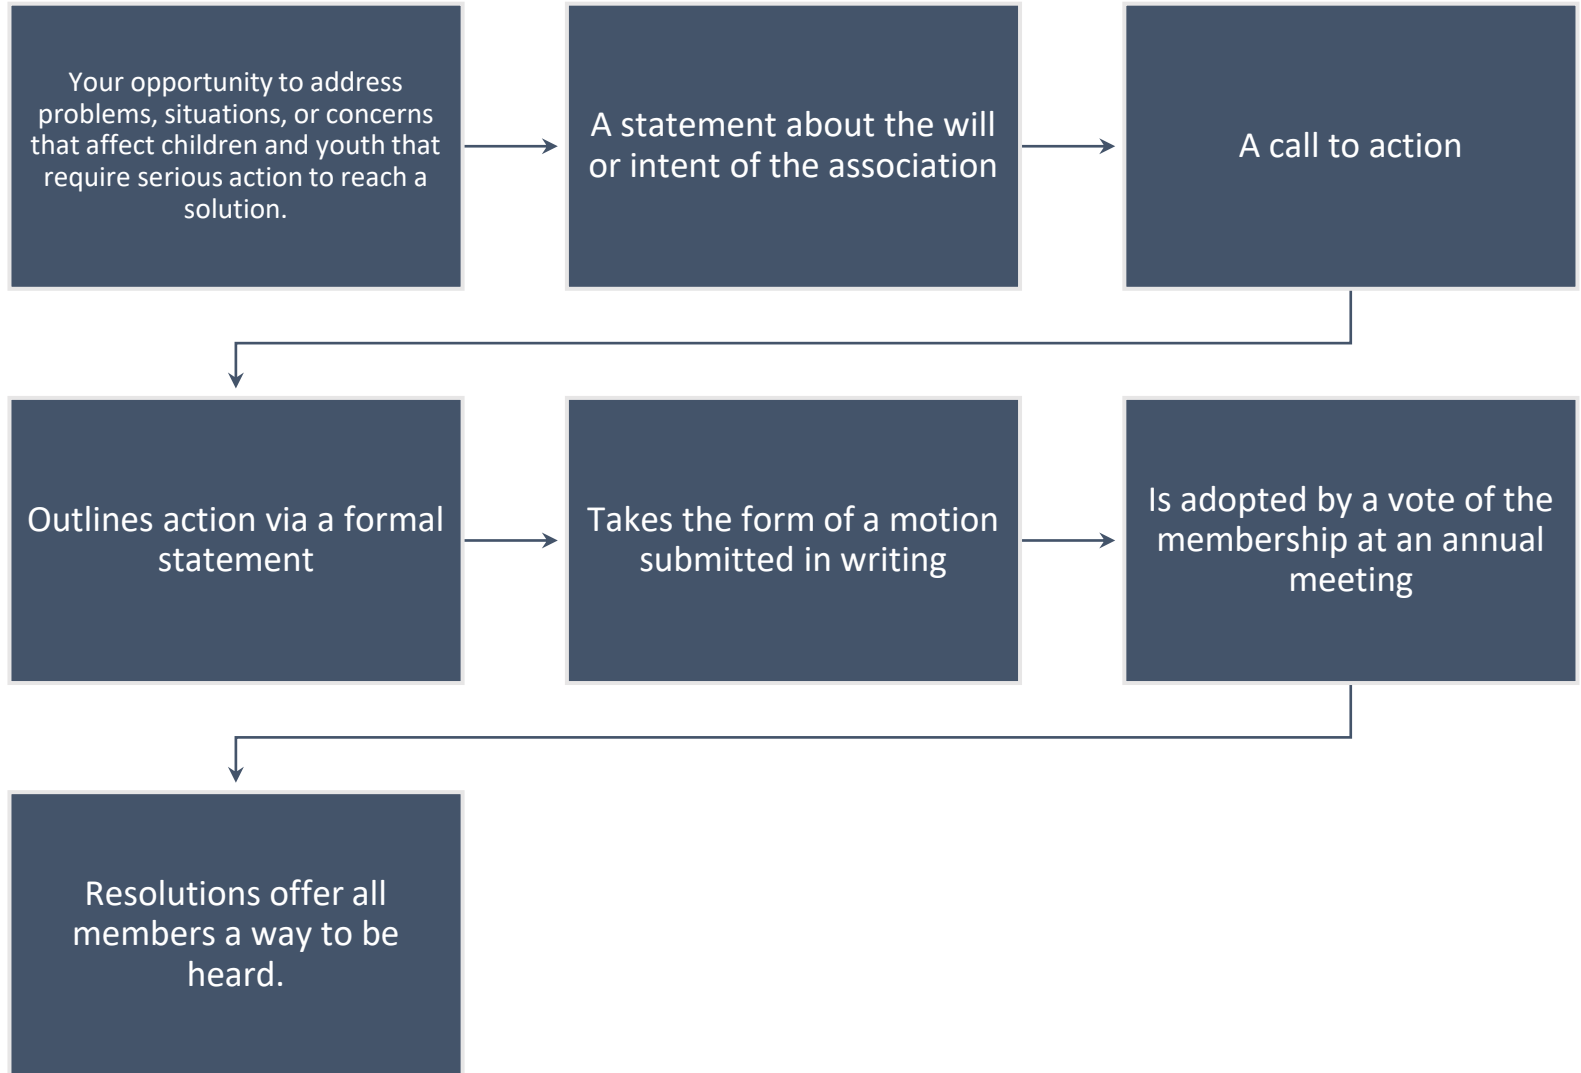 Your opportunity to address
problems, situations, or concerns
that affect children and youth that
require serious action to reach a
solution.
A statement about the will
or intent of the association
A call to action
Outlines action via a formal
statement
Takes the form of a motion
submitted in writing
Is adopted by a vote of the
membership at an annual
meeting
Resolutions offer all
members a way to be
heard.